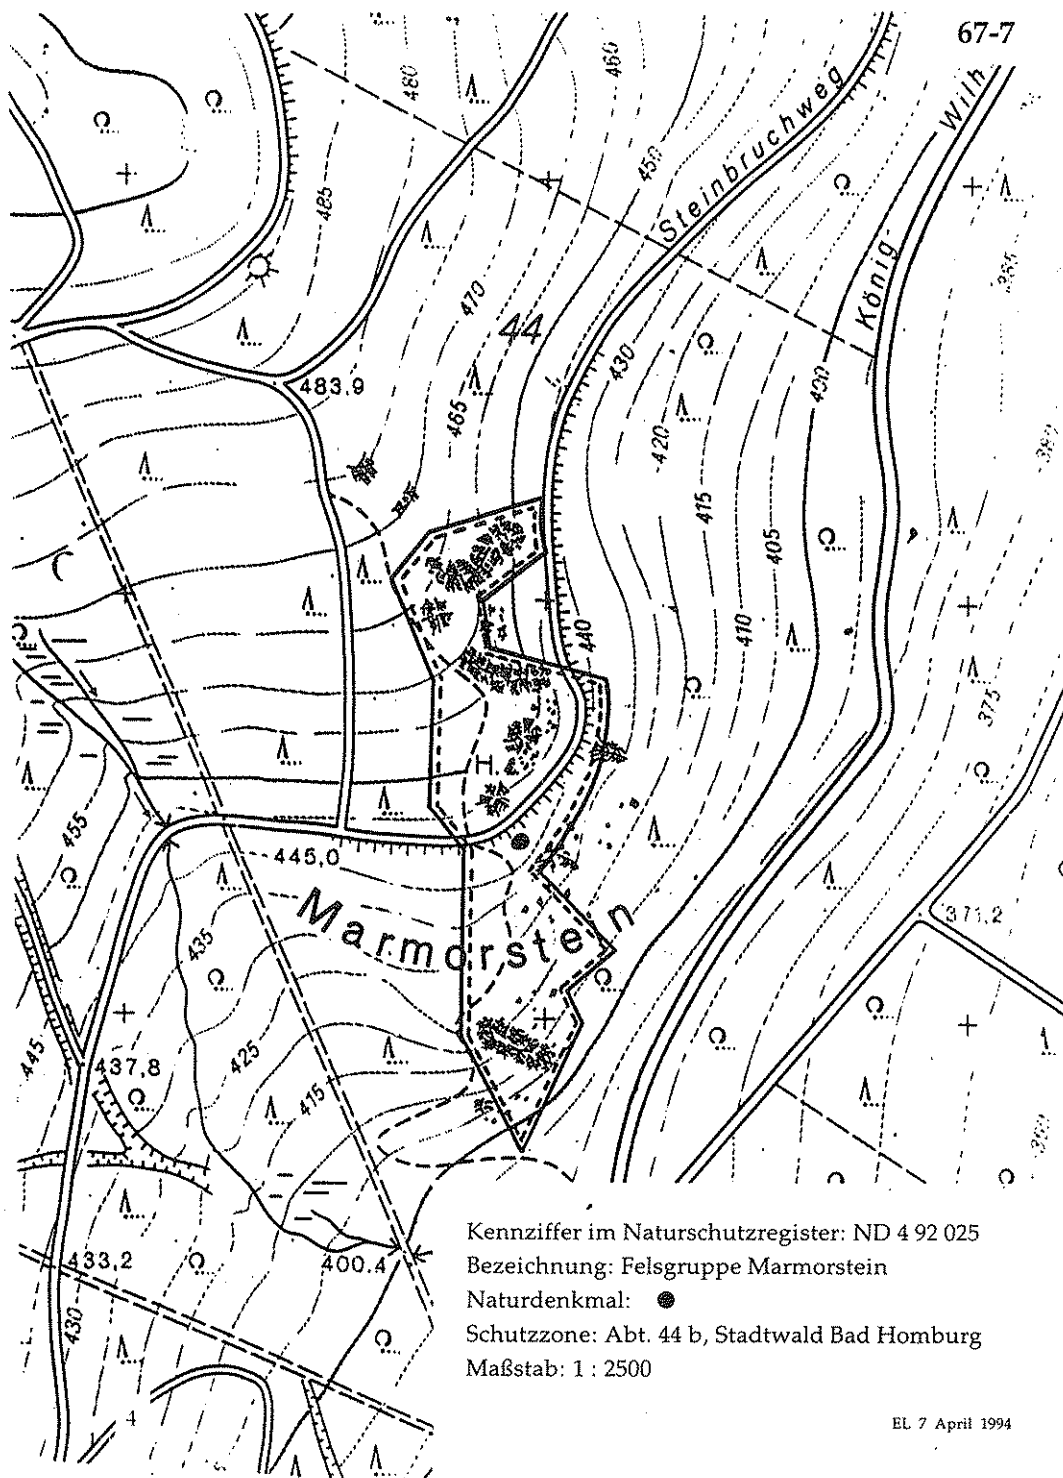 67-7
480
460
450
Steinbruchweg
König Wilh
485
470
44
430
400
483,9
465
420
415
405
410
440
375
H.
455
445,0
Marmorstein
371,2
435
445
425
437,8
415
433,2
400.4
430
4
Kennziffer im Naturschutzregister: ND 4 92 025
Bezeichnung: Felsgruppe Marmorstein
Naturdenkmal:
Schutzzone: Abt. 44 b, Stadtwald Bad Homburg
Maßstab: 1 : 2500
EL 7 April 1994